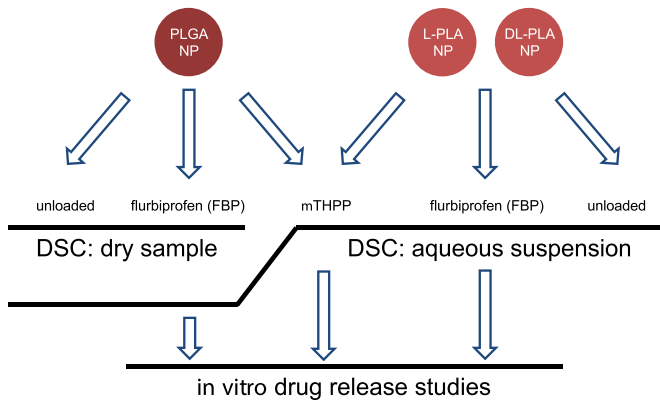 PLGA
NP
L-PLA
NP
DL-PLA
NP
unloaded
flurbiprofen (FBP)
mTHPP
flurbiprofen (FBP)
unloaded
DSC: dry sample
DSC: aqueous suspension
in vitro drug release studies